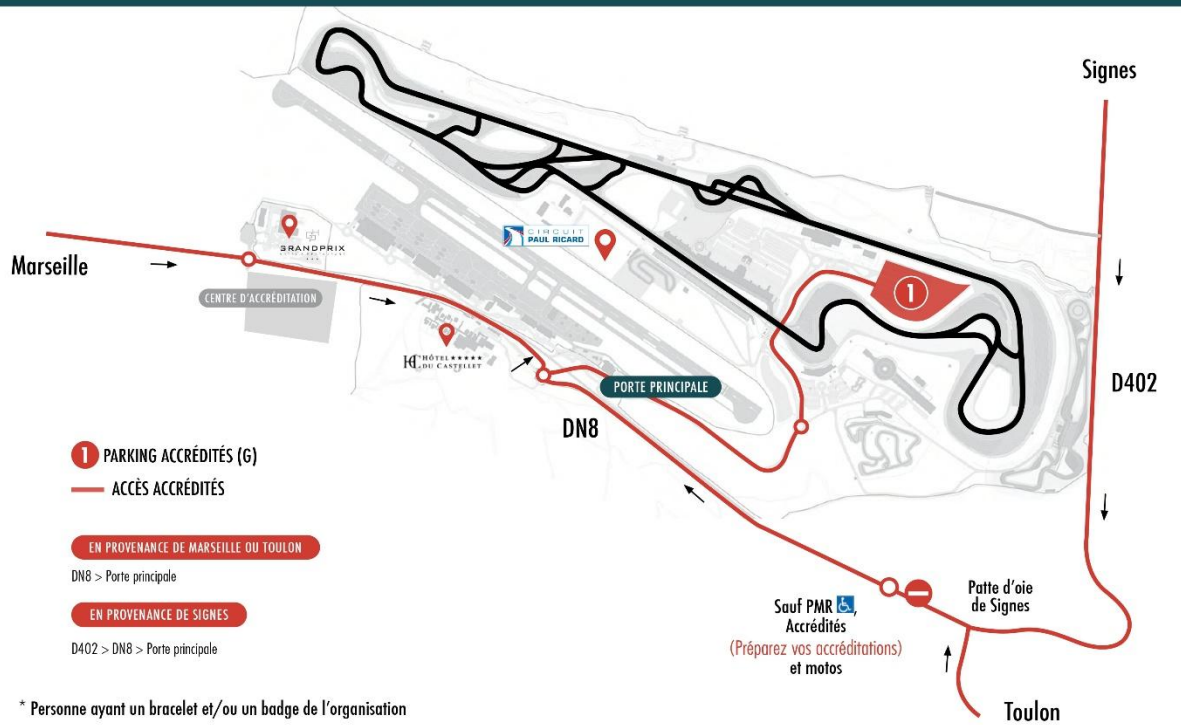 Signes
CIRCUIT
PAUL RICARD
GRANDPRIX
Marseille
CENTRE D'ACCRÉDITATION
1
HÔTEL ★★★★★
DU CASTELLET
PORTE PRINCIPALE
D402
DN8
1 PARKING ACCRÉDITÉS (G)
ACCÈS ACCRÉDITÉS
EN PROVENANCE DE MARSEILLE OU TOULON
DN8 > Porte principale
EN PROVENANCE DE SIGNES
D402 > DN8 > Porte principale
Patte d'oie
de Signes
Sauf PMR ♿,
Accrédités
(Préparez vos accréditations)
et motos
Toulon
* Personne ayant un bracelet et/ou un badge de l'organisation